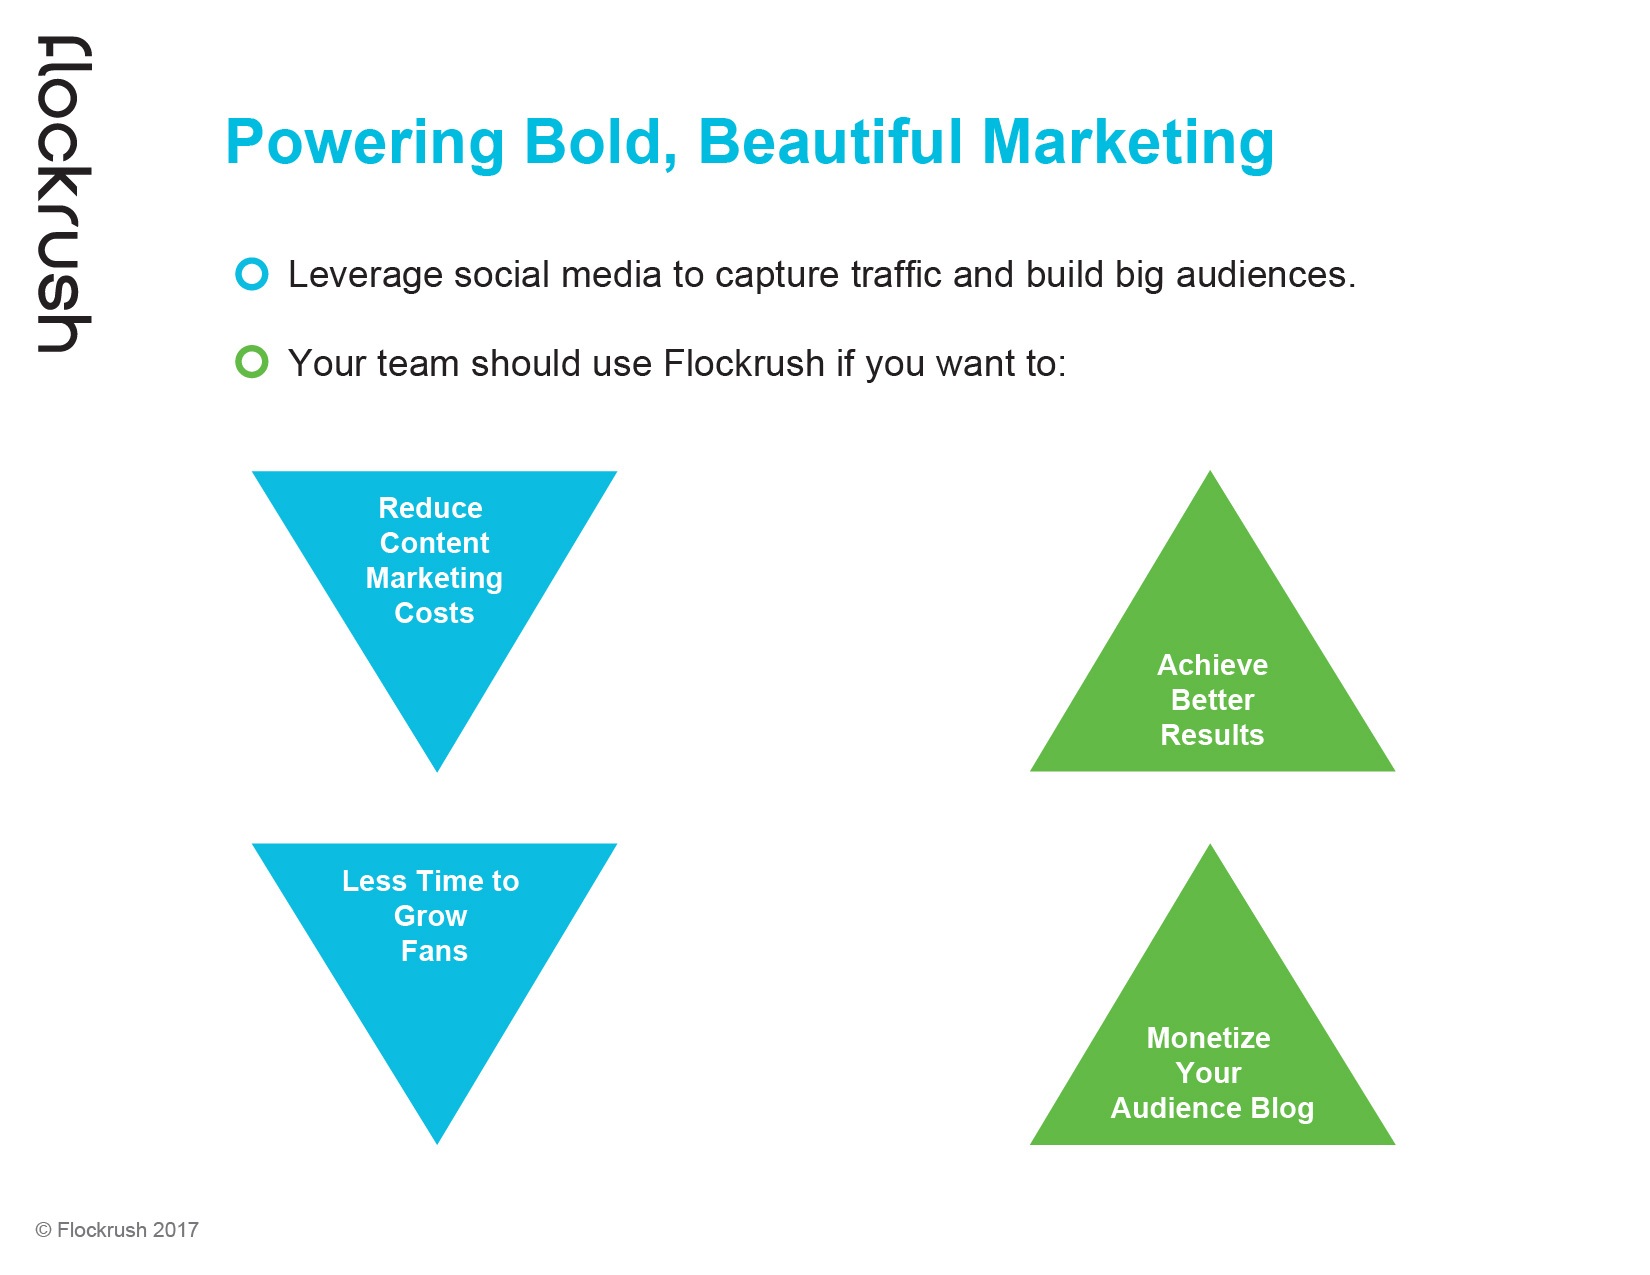 flockrush
Powering Bold, Beautiful Marketing
Leverage social media to capture traffic and build big audiences.
Your team should use Flockrush if you want to:
Reduce
Content
Marketing
Costs
Achieve
Better
Results
Less Time to
Grow
Fans
Monetize
Your
Audience Blog
© Flockrush 2017